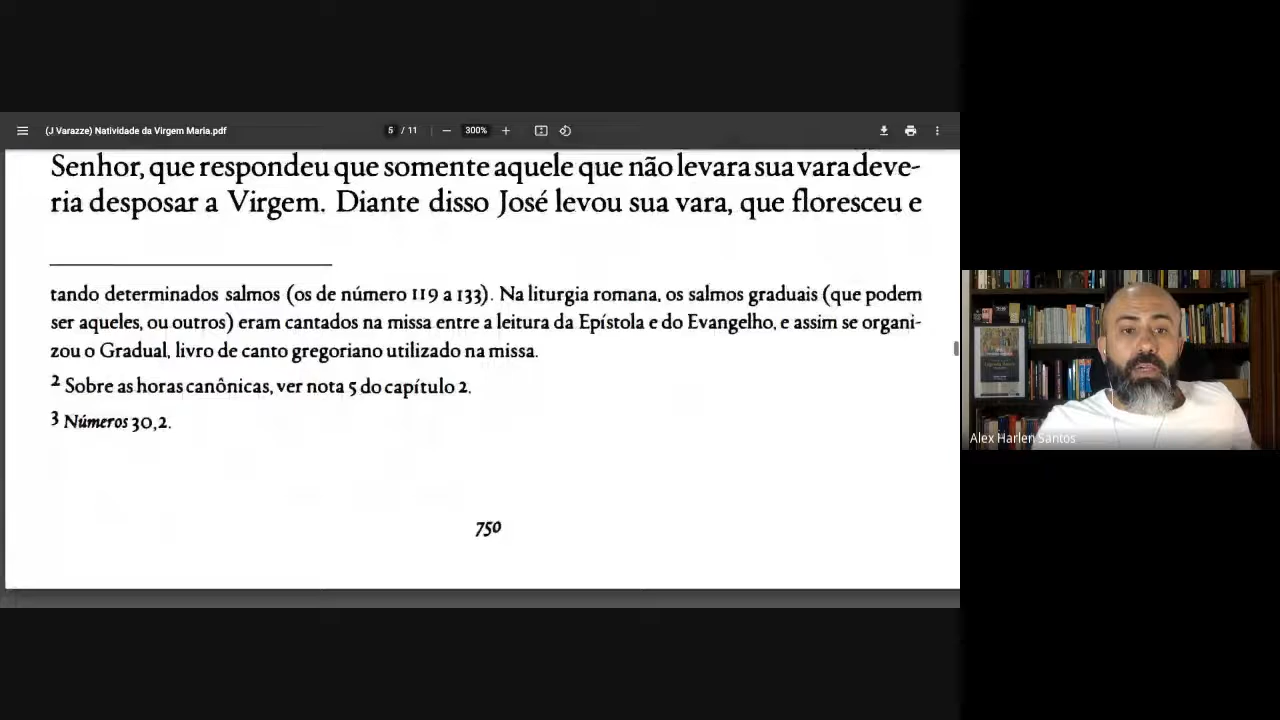 (J Varazze) Natividade da Virgem Maria.pdf
5 / 11
300%
Senhor, que respondeu que somente aquele que não levara sua vara deve-
ria desposar a Virgem. Diante disso José levou sua vara, que floresceu e
tando determinados salmos (os de número 119 a 133). Na liturgia romana, os salmos graduais (que podem
ser aqueles, ou outros) eram cantados na missa entre a leitura da Epístola e do Evangelho, e assim se organi-
zou o Gradual, livro de canto gregoriano utilizado na missa.
2 Sobre as horas canônicas, ver nota 5 do capítulo 2.
3 Números 30,2.
750
Alex Harlen Santos